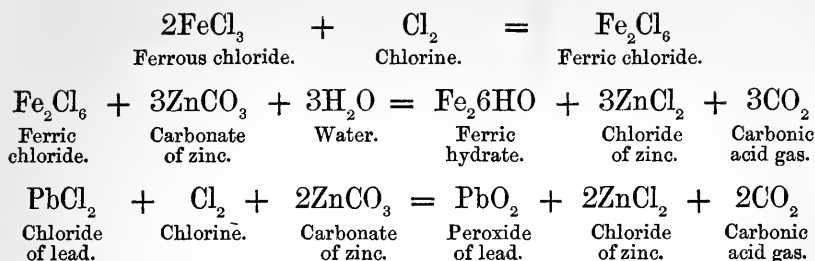 2FeCl₃ + Cl₂ = Fe₂Cl₆
Ferrous chloride. Chlorine. Ferric chloride.
Fe₂Cl₆ + 3ZnCO₃ + 3H₂O = Fe₂6HO + 3ZnCl₂ + 3CO₂
Ferric Carbonate Water. Ferric Chloride Carbonic
chloride. of zinc. hydrate. of zinc. acid gas.
PbCl₂ + Cl₂ + 2ZnCO₃ = PbO₂ + 2ZnCl₂ + 2CO₂
Chloride Chlorine. Carbonate Peroxide Chloride Carbonic
of lead. of zinc. of lead. of zinc. acid gas.